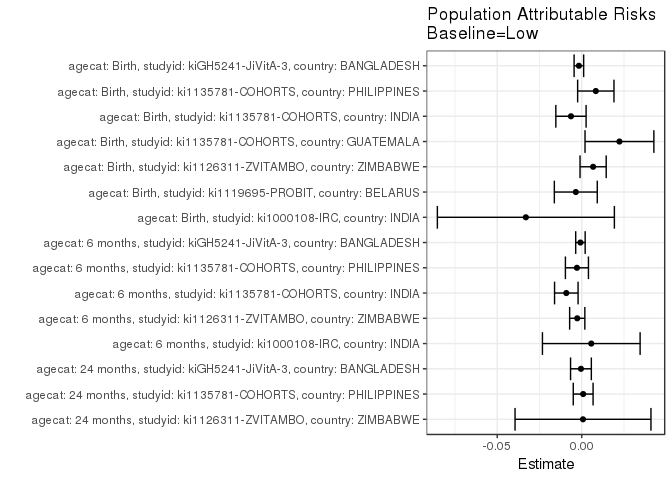 Population Attributable Risks
Baseline=Low
agecat: Birth, studyid: kiGH5241-JiVitA-3, country: BANGLADESH
agecat: Birth, studyid: ki1135781-COHORTS, country: PHILIPPINES
agecat: Birth, studyid: ki1135781-COHORTS, country: INDIA
agecat: Birth, studyid: ki1135781-COHORTS, country: GUATEMALA
agecat: Birth, studyid: ki1126311-ZVITAMBO, country: ZIMBABWE
agecat: Birth, studyid: ki1119695-PROBIT, country: BELARUS
agecat: Birth, studyid: ki1000108-IRC, country: INDIA
agecat: 6 months, studyid: kiGH5241-JiVitA-3, country: BANGLADESH
agecat: 6 months, studyid: ki1135781-COHORTS, country: PHILIPPINES
agecat: 6 months, studyid: ki1135781-COHORTS, country: INDIA
agecat: 6 months, studyid: ki1126311-ZVITAMBO, country: ZIMBABWE
agecat: 6 months, studyid: ki1000108-IRC, country: INDIA
agecat: 24 months, studyid: kiGH5241-JiVitA-3, country: BANGLADESH
agecat: 24 months, studyid: ki1135781-COHORTS, country: PHILIPPINES
agecat: 24 months, studyid: ki1126311-ZVITAMBO, country: ZIMBABWE
-0.05 0.00
Estimate